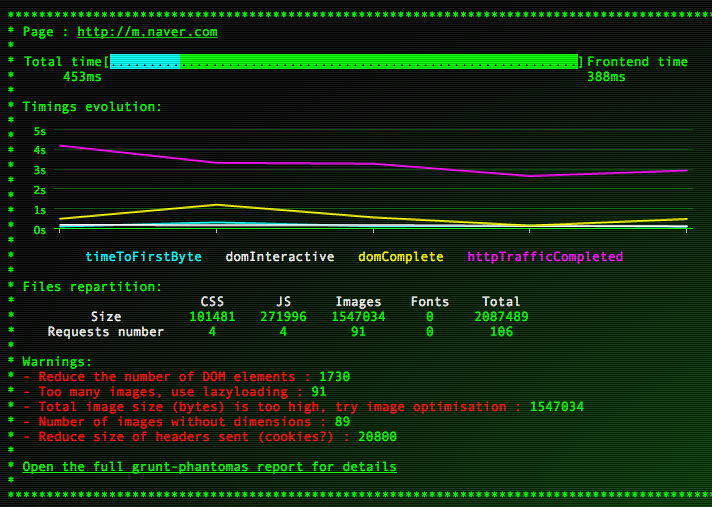 ********************************************************************************
* Page : http://m.naver.com
*
* Total time[..................................................]Frontend time
* 453ms 388ms
*
* Timings evolution:
*
* 5s
* 4s
* 3s
* 2s
* 1s
* 0s
*
* timeToFirstByte domInteractive domComplete httpTrafficCompleted
*
* Files repartition:
* CSS JS Images Fonts Total
* Size 101481 271996 1547034 0 2087489
* Requests number 4 4 91 0 106
*
* Warnings:
* - Reduce the number of DOM elements : 1730
* - Too many images, use lazyloading : 91
* - Total image size (bytes) is too high, try image optimisation : 1547034
* - Number of images without dimensions : 89
* - Reduce size of headers sent (cookies?) : 20800
*
* Open the full grunt-phantomas report for details
*
********************************************************************************